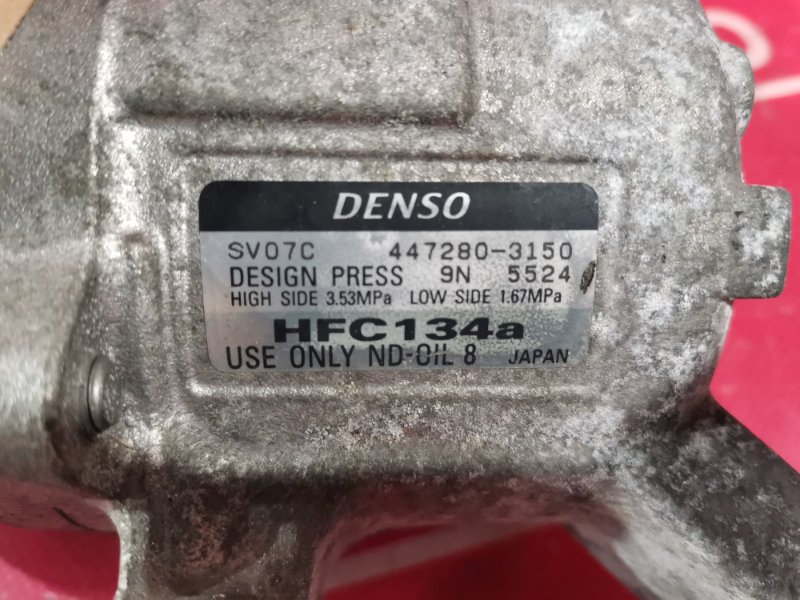 DENSO
SV07C 447280-3150
DESIGN PRESS 9N 5524
HIGH SIDE 3.53MPa LOW SIDE 1.67MPa
HFC134a
USE ONLY ND-OIL 8 JAPAN